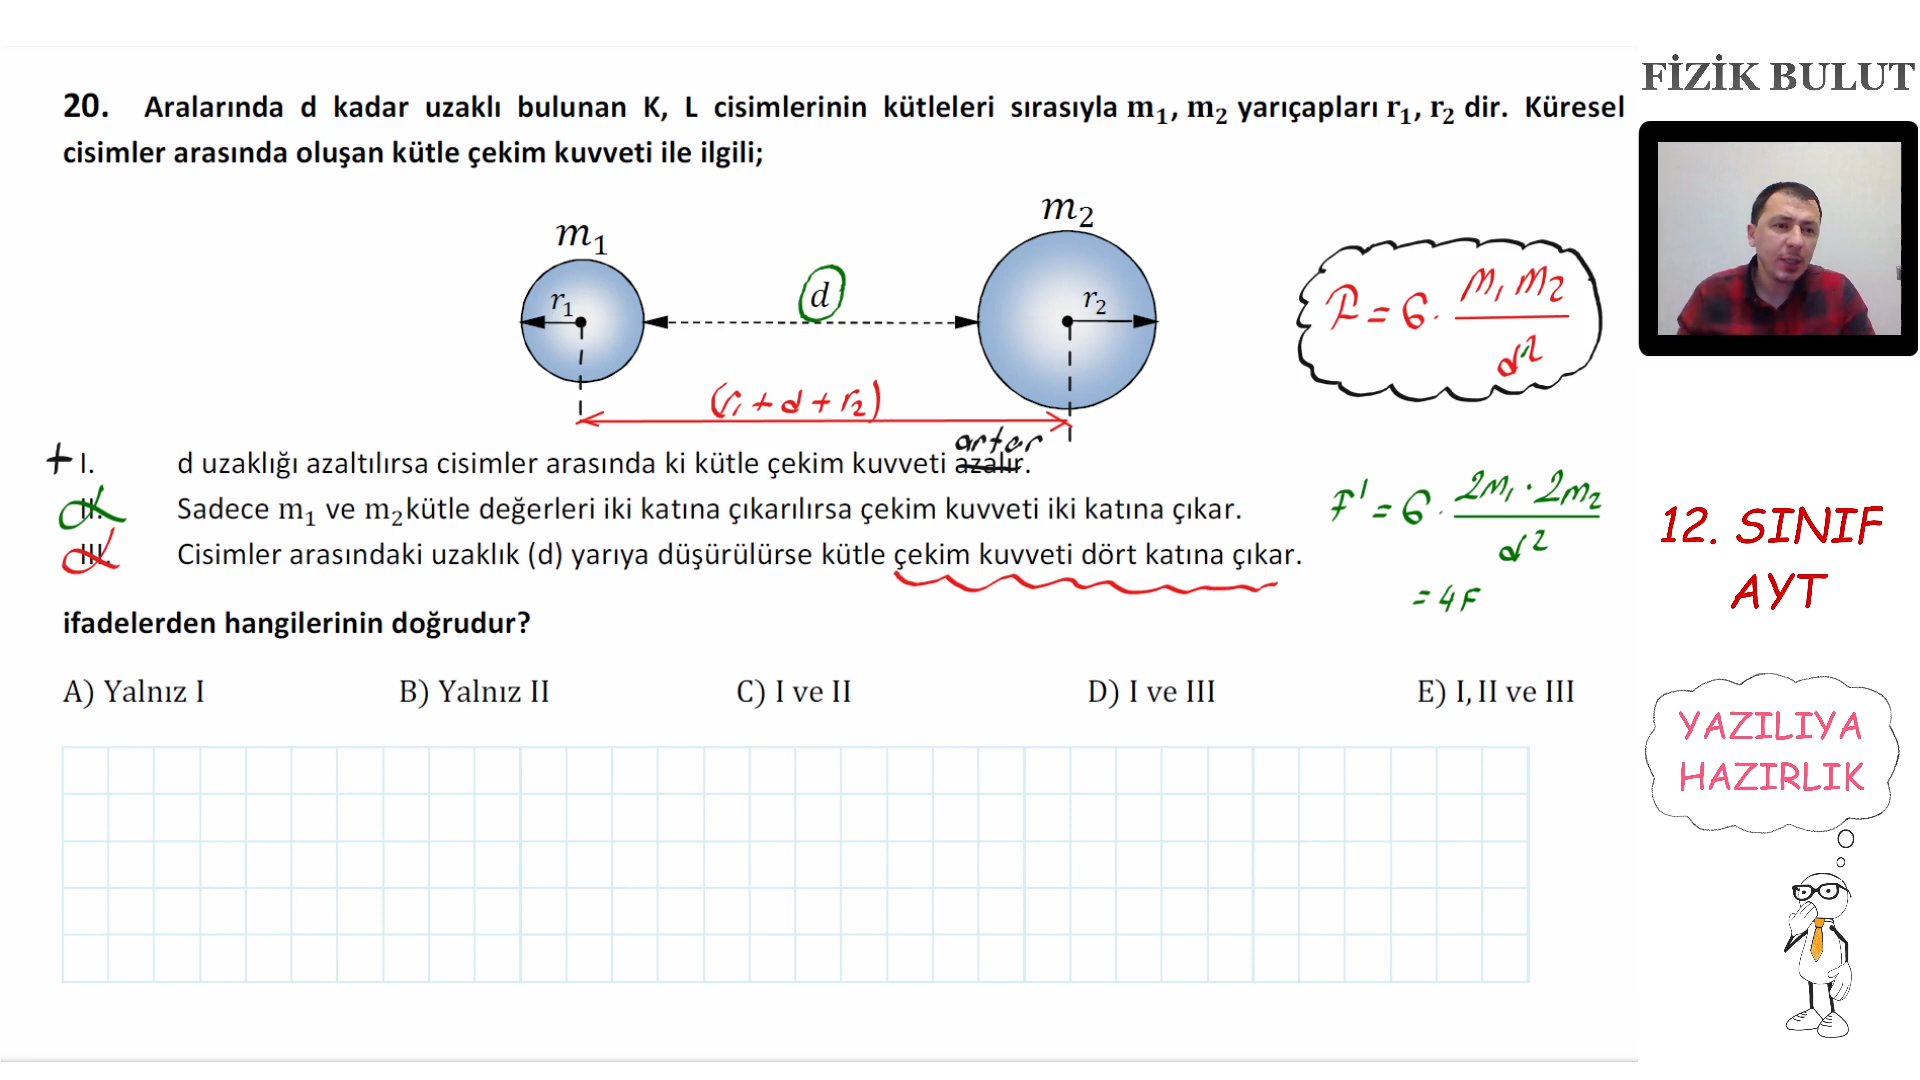 FİZİK BULUT
20. Aralarında d kadar uzaklı bulunan K, L cisimlerinin kütleleri sırasıyla m₁, m₂ yarıçapları r₁, r₂ dir. Küresel
cisimler arasında oluşan kütle çekim kuvveti ile ilgili;
m₁
m₂
r₁
d
r₂
(r₁ + d + r₂)
F = G · m₁ m₂ / d²
artar
+ I. d uzaklığı azaltılırsa cisimler arasında ki kütle çekim kuvveti azalır.
II. Sadece m₁ ve m₂kütle değerleri iki katına çıkarılırsa çekim kuvveti iki katına çıkar.
III. Cisimler arasındaki uzaklık (d) yarıya düşürülürse kütle çekim kuvveti dört katına çıkar.
F' = G · 2m₁ · 2m₂ / d²
= 4F
ifadelerden hangilerinin doğrudur?
A) Yalnız I B) Yalnız II C) I ve II D) I ve III E) I, II ve III
12. SINIF
AYT
YAZILIYA
HAZIRLIK